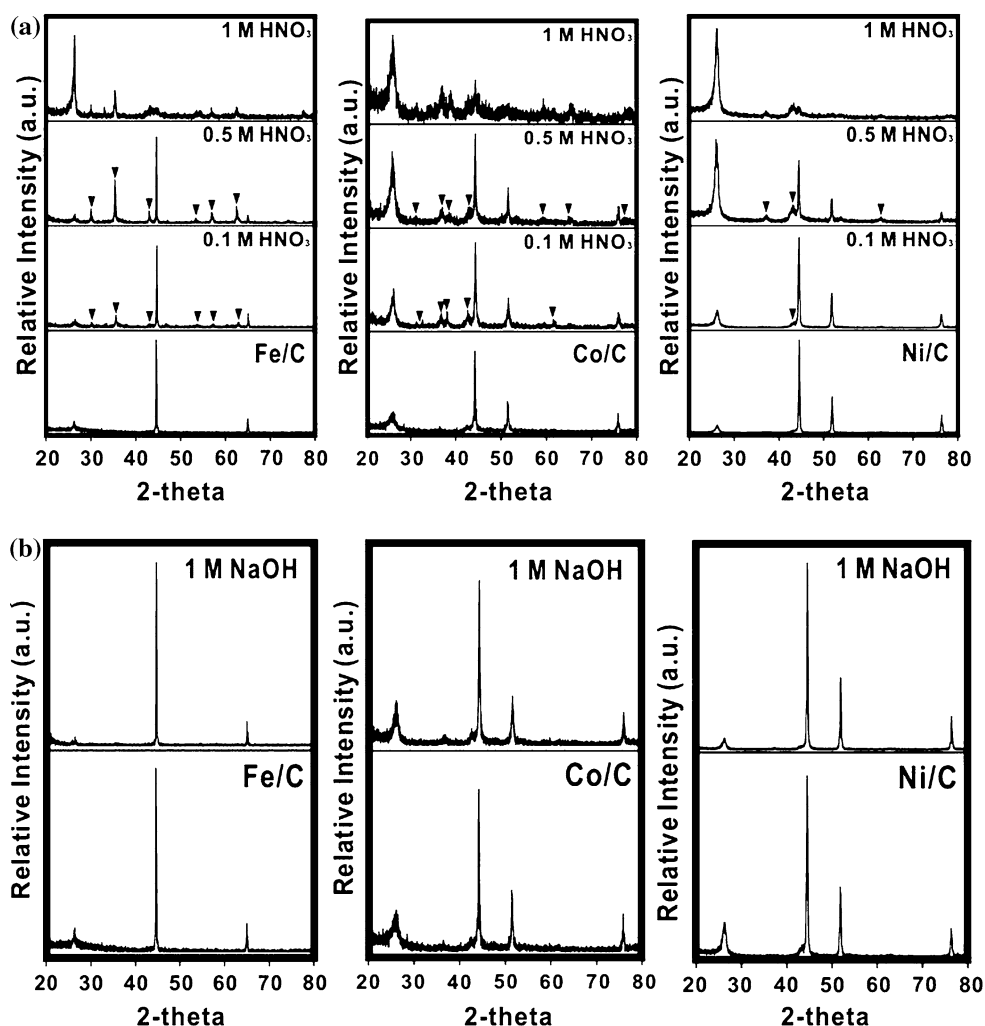 (a)
Relative Intensity (a.u.)
1 M HNO₃
0.5 M HNO₃
0.1 M HNO₃
Fe/C
20 30 40 50 60 70 80
2-theta
Relative Intensity (a.u.)
1 M HNO₃
0.5 M HNO₃
0.1 M HNO₃
Co/C
20 30 40 50 60 70 80
2-theta
Relative Intensity (a.u.)
1 M HNO₃
0.5 M HNO₃
0.1 M HNO₃
Ni/C
20 30 40 50 60 70 80
2-theta
(b)
Relative Intensity (a.u.)
1 M NaOH
Fe/C
20 30 40 50 60 70 80
2-theta
Relative Intensity (a.u.)
1 M NaOH
Co/C
20 30 40 50 60 70 80
2-theta
Relative Intensity (a.u.)
1 M NaOH
Ni/C
20 30 40 50 60 70 80
2-theta